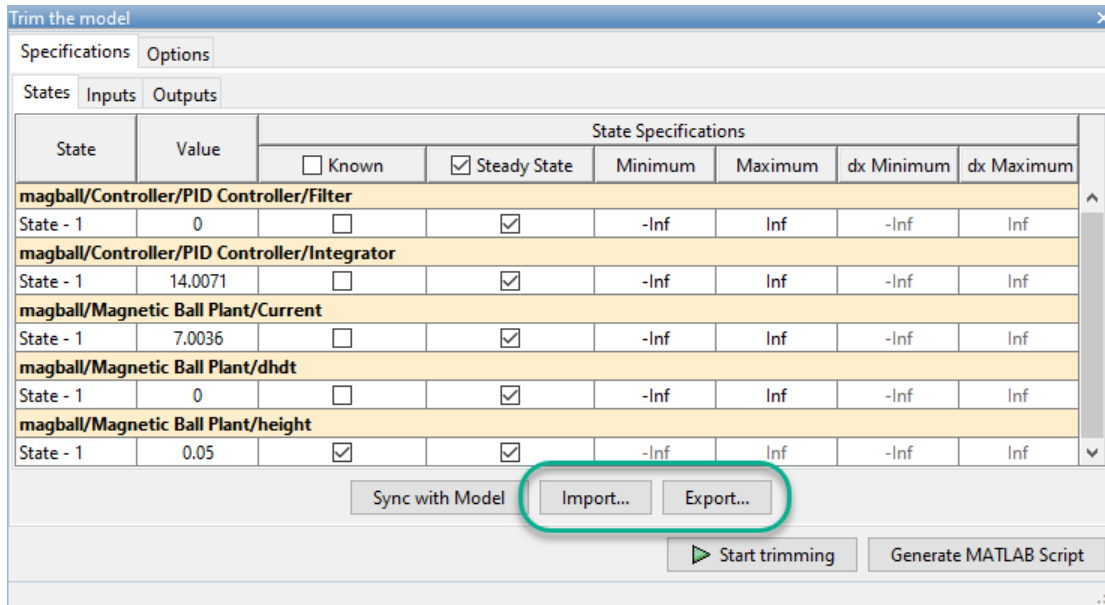 Trim the model
Specifications Options
States Inputs Outputs
State Value State Specifications
Known Steady State Minimum Maximum dx Minimum dx Maximum
magball/Controller/PID Controller/Filter
State - 1 0 -Inf Inf -Inf Inf
magball/Controller/PID Controller/Integrator
State - 1 14.0071 -Inf Inf -Inf Inf
magball/Magnetic Ball Plant/Current
State - 1 7.0036 -Inf Inf -Inf Inf
magball/Magnetic Ball Plant/dhdt
State - 1 0 -Inf Inf -Inf Inf
magball/Magnetic Ball Plant/height
State - 1 0.05 -Inf Inf -Inf Inf
Sync with Model Import... Export...
Start trimming Generate MATLAB Script